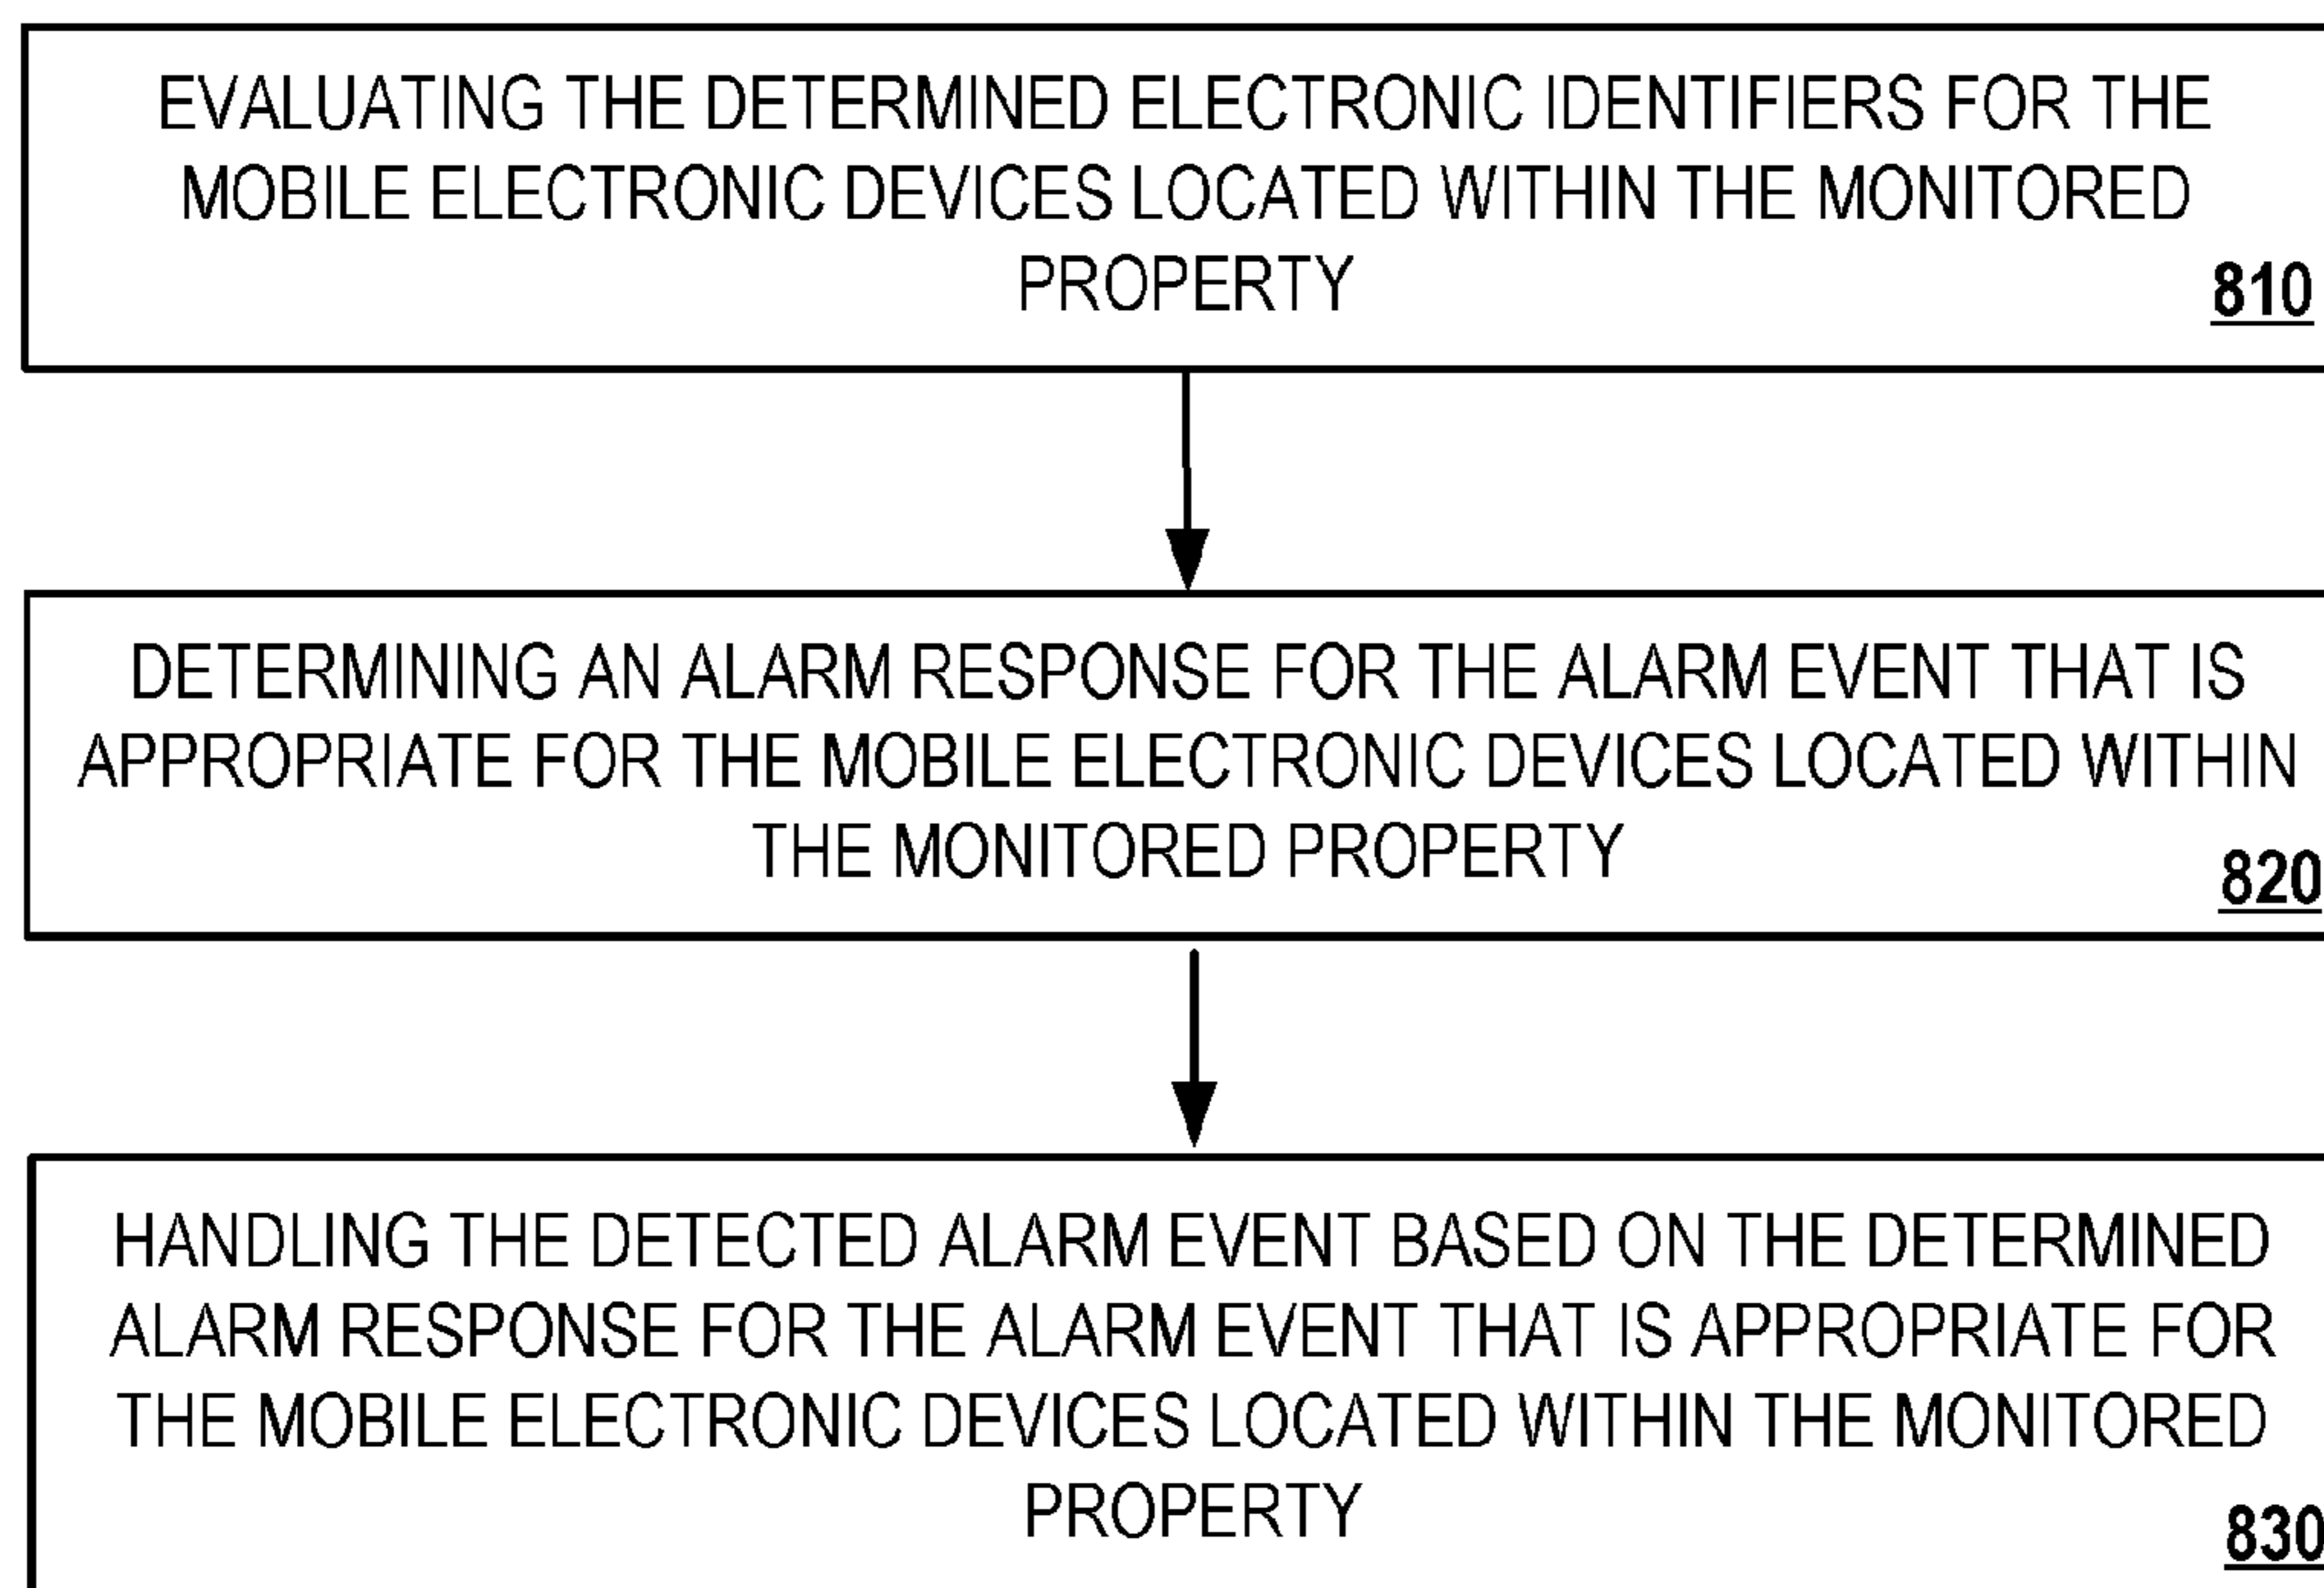 EVALUATING THE DETERMINED ELECTRONIC IDENTIFIERS FOR THE
MOBILE ELECTRONIC DEVICES LOCATED WITHIN THE MONITORED
PROPERTY
810
DETERMINING AN ALARM RESPONSE FOR THE ALARM EVENT THAT IS
APPROPRIATE FOR THE MOBILE ELECTRONIC DEVICES LOCATED WITHIN
THE MONITORED PROPERTY
820
HANDLING THE DETECTED ALARM EVENT BASED ON THE DETERMINED
ALARM RESPONSE FOR THE ALARM EVENT THAT IS APPROPRIATE FOR
THE MOBILE ELECTRONIC DEVICES LOCATED WITHIN THE MONITORED
PROPERTY
830